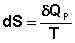 dS = δQ_P / T